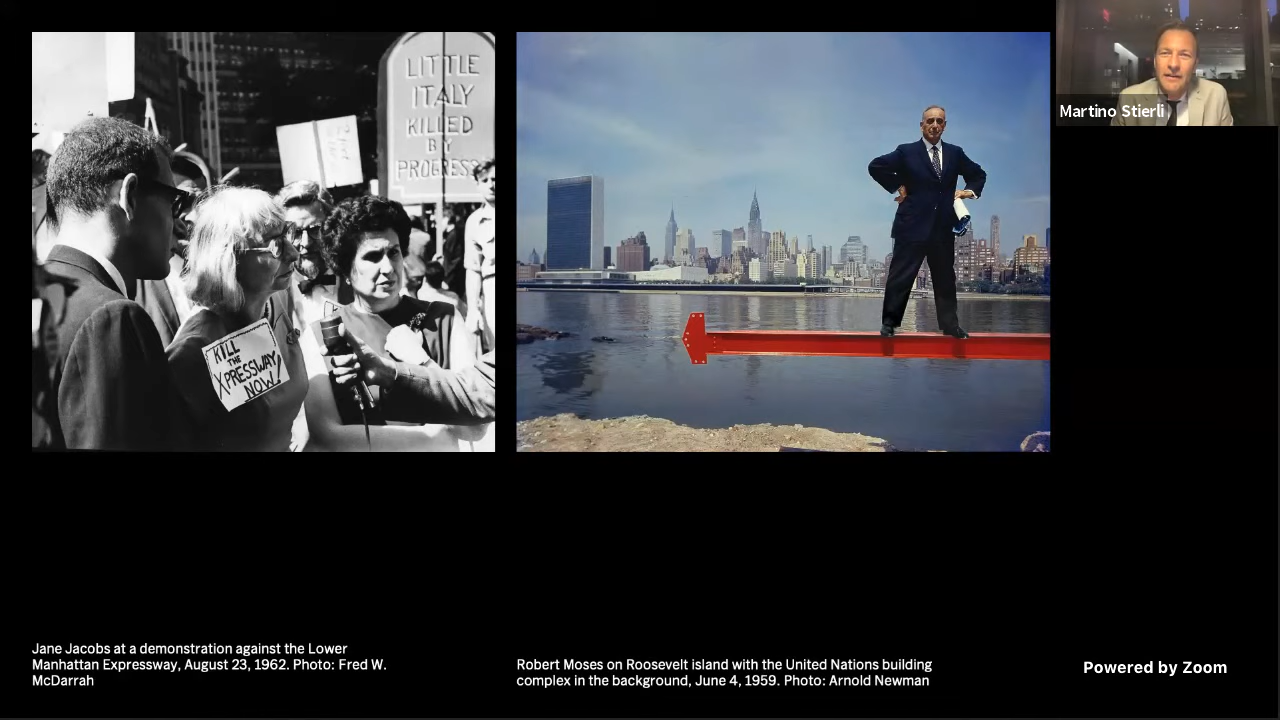 LITTLE
ITALY
KILLED
BY
PROGRESS
KILL
THE
XPRESSWAY
NOW!
Martino Stierli
Jane Jacobs at a demonstration against the Lower
Manhattan Expressway, August 23, 1962. Photo: Fred W.
McDarrah
Robert Moses on Roosevelt island with the United Nations building
complex in the background, June 4, 1959. Photo: Arnold Newman
Powered by Zoom